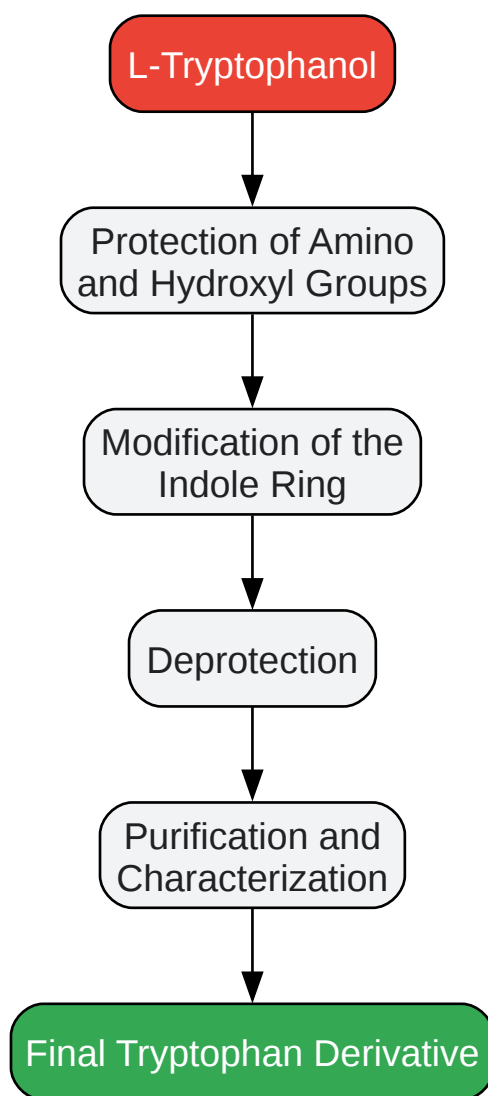 L-Tryptophanol
Protection of Amino
and Hydroxyl Groups
Modification of the
Indole Ring
Deprotection
Purification and
Characterization
Final Tryptophan Derivative